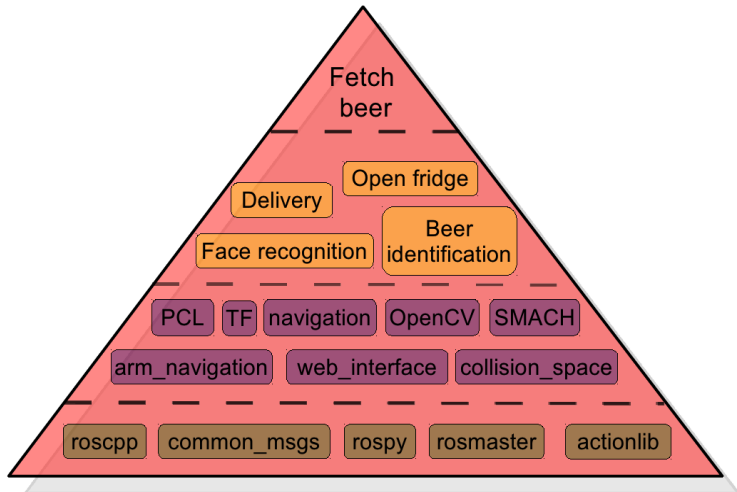 Fetch
beer
Open fridge
Delivery
Beer
identification
Face recognition
PCL TF navigation OpenCV SMACH
arm_navigation web_interface collision_space
roscpp common_msgs rospy rosmaster actionlib